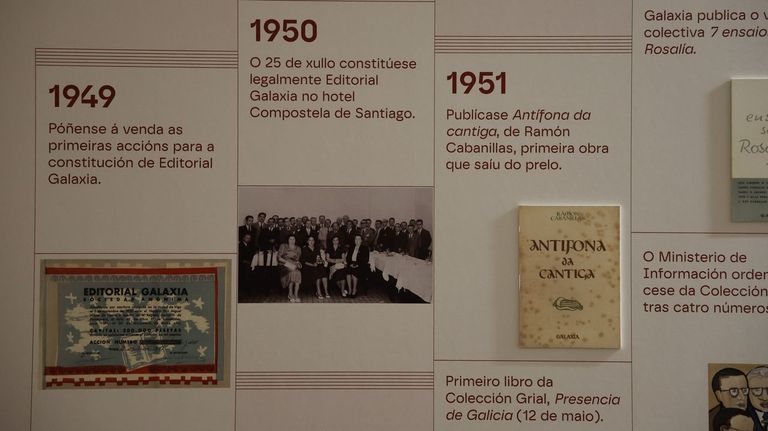 1949
Póñense á venda as
primeiras accións para a
constitución de Editorial
Galaxia.
EDITORIAL GALAXIA
SOCIEDAD ANONIMA
CAPITAL: 500.000 PESETAS
ACCION NUMERO
1950
O 25 de xullo constitúese
legalmente Editorial
Galaxia no hotel
Compostela de Santiago.
1951
Publícase Antífona da
cantiga, de Ramón
Cabanillas, primeira obra
que saíu do prelo.
RAMÓN
CABANILLAS
ANTÍFONA
DA
CANTIGA
GALAXIA
Primeiro libro da
Colección Grial, Presencia
de Galicia (12 de maio).
Galaxia publica o v
colectiva 7 ensaio
Rosalía.
O Ministerio de
Información orde
cese da Colección
tras catro números